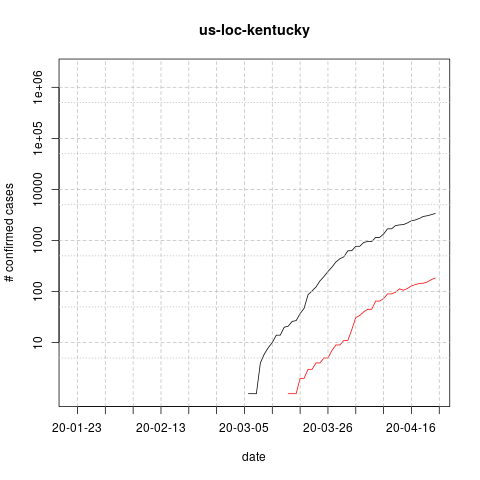 us-loc-kentucky
# confirmed cases
1e+06
1e+05
10000
1000
100
10
20-01-23
20-02-13
20-03-05
20-03-26
20-04-16
date